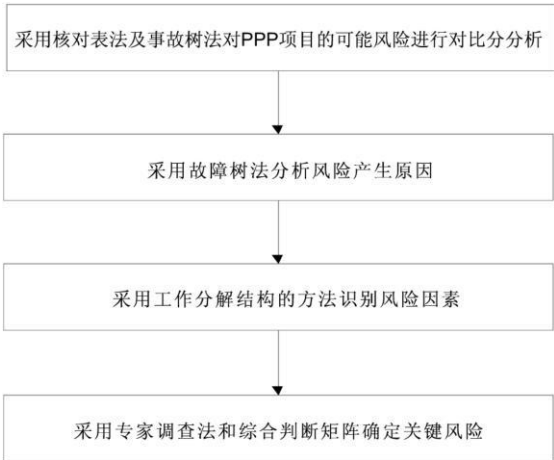 采用核对表法及事故树法对PPP项目的可能风险进行对比分分析
采用故障树法分析风险产生原因
采用工作分解结构的方法识别风险因素
采用专家调查法和综合判断矩阵确定关键风险